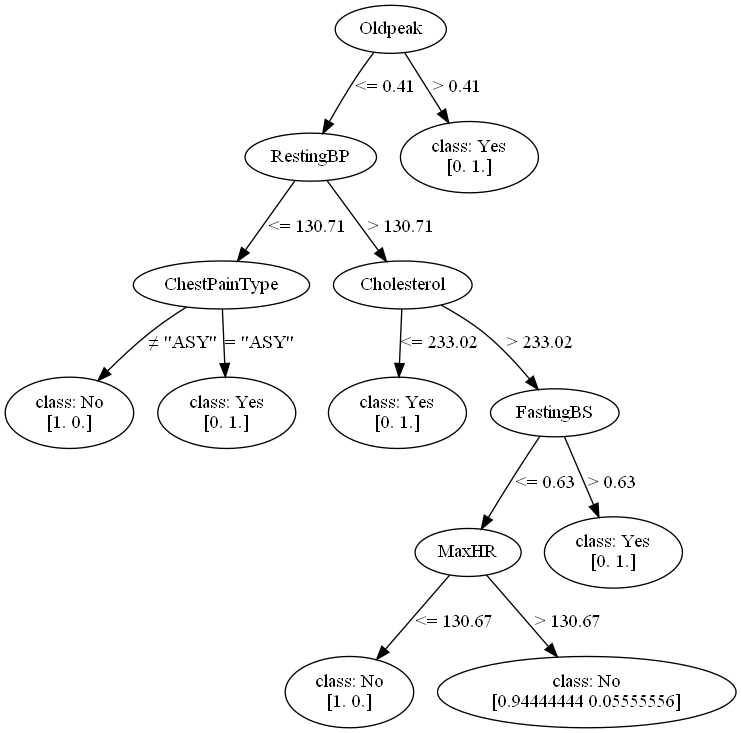 Oldpeak
<= 0.41
> 0.41
RestingBP
class: Yes
[0. 1.]
<= 130.71
> 130.71
ChestPainType
Cholesterol
≠ "ASY"
= "ASY"
<= 233.02
> 233.02
class: No
[1. 0.]
class: Yes
[0. 1.]
class: Yes
[0. 1.]
FastingBS
<= 0.63
> 0.63
MaxHR
class: Yes
[0. 1.]
<= 130.67
> 130.67
class: No
[1. 0.]
class: No
[0.94444444 0.05555556]